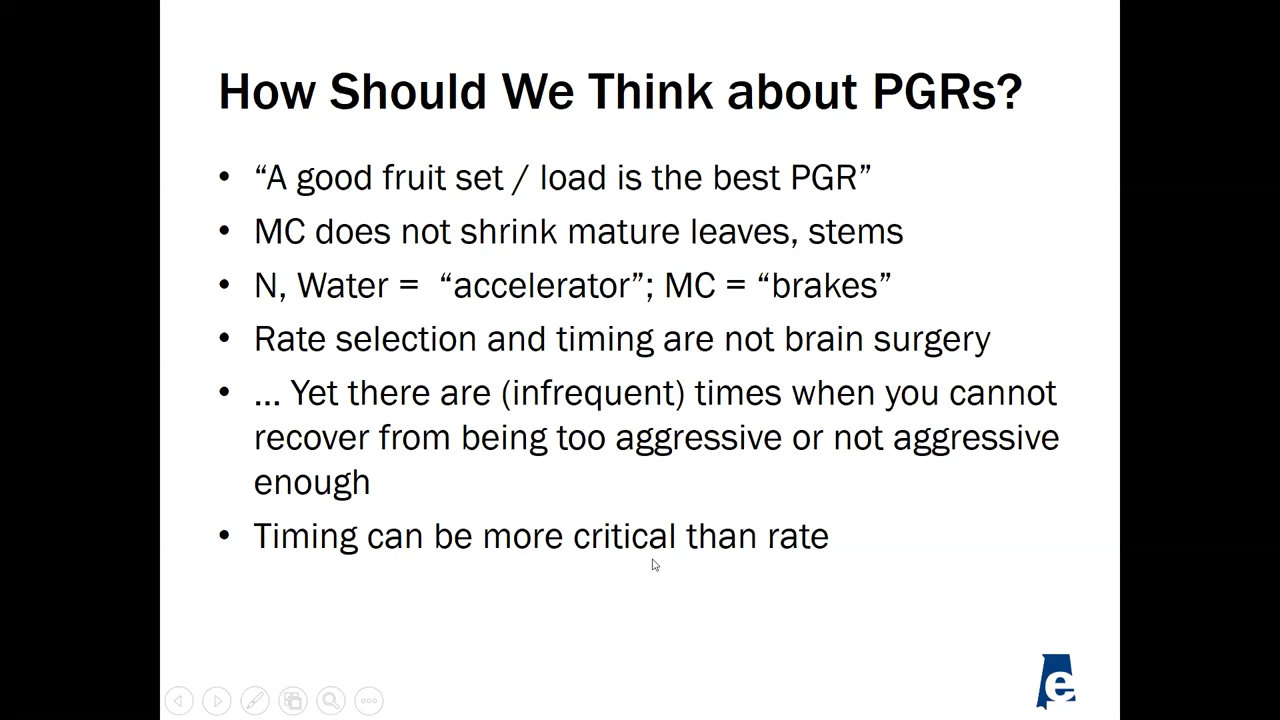 How Should We Think about PGRs?
• “A good fruit set / load is the best PGR”
• MC does not shrink mature leaves, stems
• N, Water = “accelerator”; MC = “brakes”
• Rate selection and timing are not brain surgery
• ... Yet there are (infrequent) times when you cannot
recover from being too aggressive or not aggressive
enough
• Timing can be more critical than rate
e